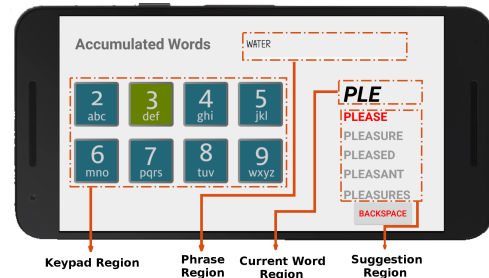 Accumulated Words
WATER
2 abc
3 def
4 ghi
5 jkl
6 mno
7 pqrs
8 tuv
9 wxyz
PLE
PLEASE
PLEASURE
PLEASED
PLEASANT
PLEASURES
BACKSPACE
Keypad Region
Phrase
Region
Current Word
Region
Suggestion
Region